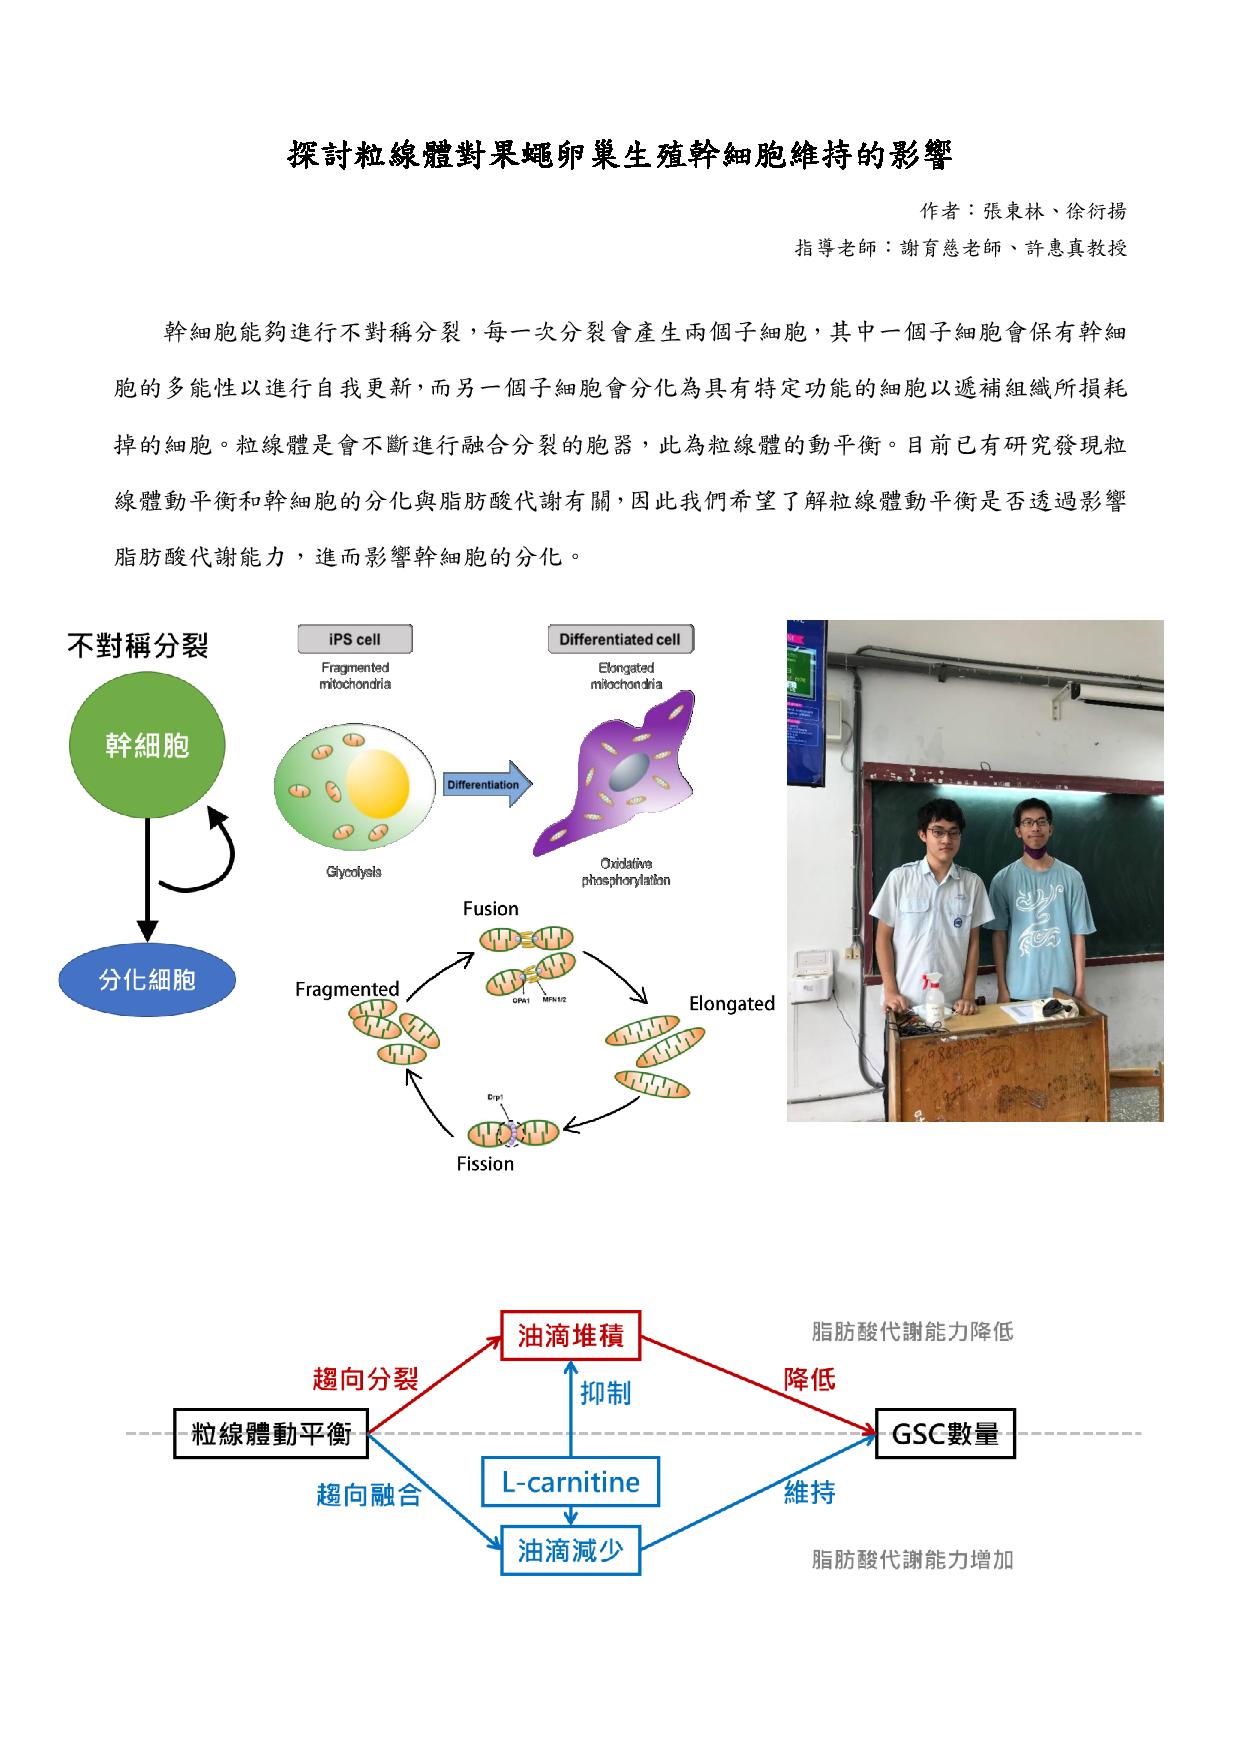 探討粒線體對果蠅卵巢生殖幹細胞維持的影響
作者：張東林、徐衍揚
指導老師：謝育慈老師、許惠真教授
幹細胞能夠進行不對稱分裂，每一次分裂會產生兩個子細胞，其中一個子細胞會保有幹細
胞的多能性以進行自我更新，而另一個子細胞會分化為具有特定功能的細胞以遞補組織所損耗
掉的細胞。粒線體是會不斷進行融合分裂的胞器，此為粒線體的動平衡。目前已有研究發現粒
線體動平衡和幹細胞的分化與脂肪酸代謝有關，因此我們希望了解粒線體動平衡是否透過影響
脂肪酸代謝能力，進而影響幹細胞的分化。
不對稱分裂
幹細胞
分化細胞
iPS cell
Fragmented
mitochondria
Glycolysis
Differentiation
Differentiated cell
Elongated
mitochondria
Oxidative
phosphorylation
Fusion
OPA1
MFN1/2
Fragmented
Elongated
Drp1
Fission
油滴堆積
脂肪酸代謝能力降低
趨向分裂
抑制
降低
粒線體動平衡
GSC數量
L-carnitine
趨向融合
維持
油滴減少
脂肪酸代謝能力增加